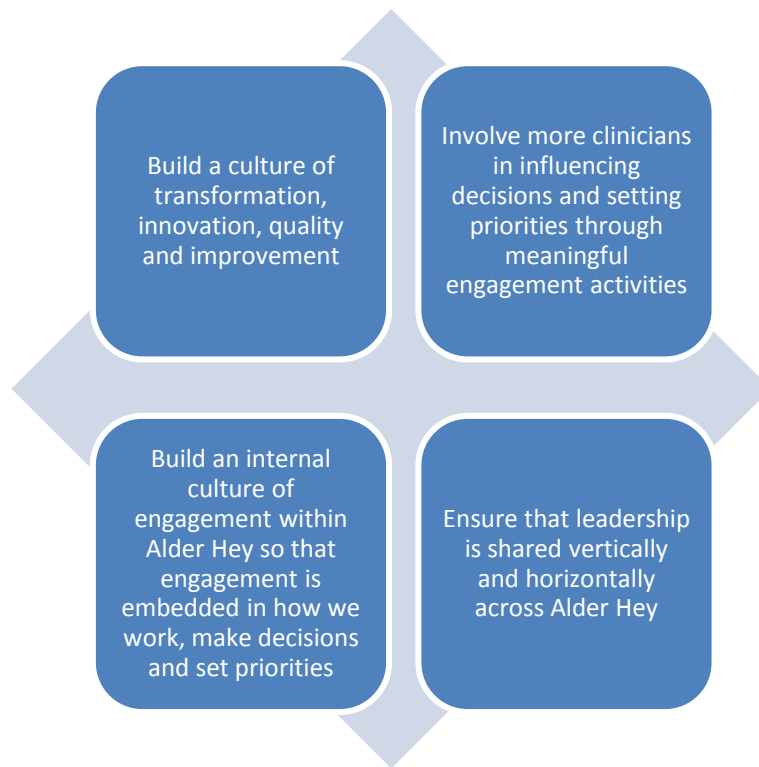 Build a culture of
transformation,
innovation, quality
and improvement
Involve more clinicians
in influencing
decisions and setting
priorities through
meaningful
engagement activities
Build an internal
culture of
engagement within
Alder Hey so that
engagement is
embedded in how we
work, make decisions
and set priorities
Ensure that leadership
is shared vertically
and horizontally
across Alder Hey